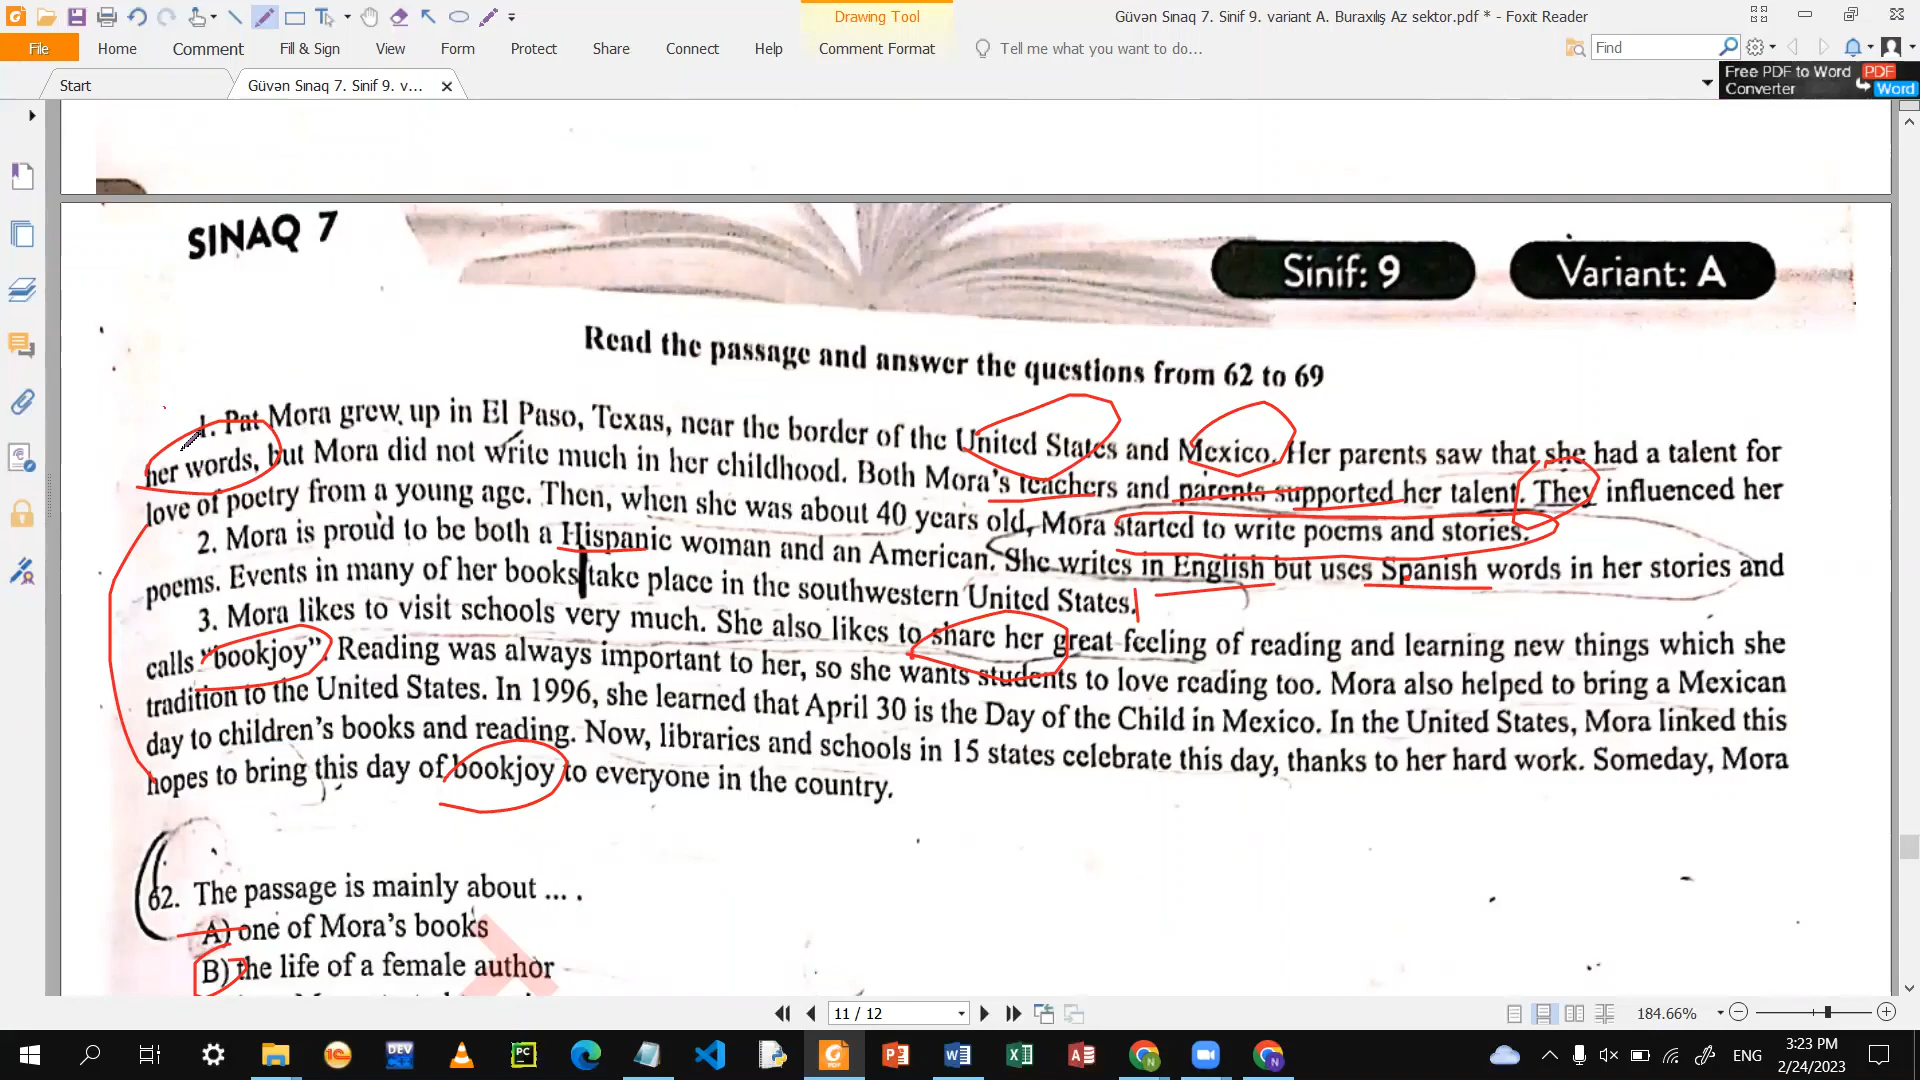 Drawing Tool
Güvən Sınaq 7. Sinif 9. variant A. Buraxılış Az sektor.pdf * - Foxit Reader
File Home Comment Fill & Sign View Form Protect Share Connect Help Comment Format Tell me what you want to do... Find
Start Güvən Sınaq 7. Sinif 9. v...
Free PDF to Word Converter PDF Word
SINAQ 7
Sinif: 9 Variant: A
Read the passage and answer the questions from 62 to 69
1. Pat Mora grew up in El Paso, Texas, near the border of the United States and Mexico. Her parents saw that she had a talent for
her words, but Mora did not write much in her childhood. Both Mora's teachers and parents supported her talent. They influenced her
love of poetry from a young age. Then, when she was about 40 years old, Mora started to write poems and stories.
2. Mora is proud to be both a Hispanic woman and an American. She writes in English but uses Spanish words in her stories and
poems. Events in many of her books take place in the southwestern United States.
3. Mora likes to visit schools very much. She also likes to share her great feeling of reading and learning new things which she
calls "bookjoy". Reading was always important to her, so she wants students to love reading too. Mora also helped to bring a Mexican
tradition to the United States. In 1996, she learned that April 30 is the Day of the Child in Mexico. In the United States, Mora linked this
day to children's books and reading. Now, libraries and schools in 15 states celebrate this day, thanks to her hard work. Someday, Mora
hopes to bring this day of bookjoy to everyone in the country.
62. The passage is mainly about ... .
A) one of Mora's books
B) the life of a female author
11 / 12
184.66%
DEV
PC
ENG
3:23 PM
2/24/2023